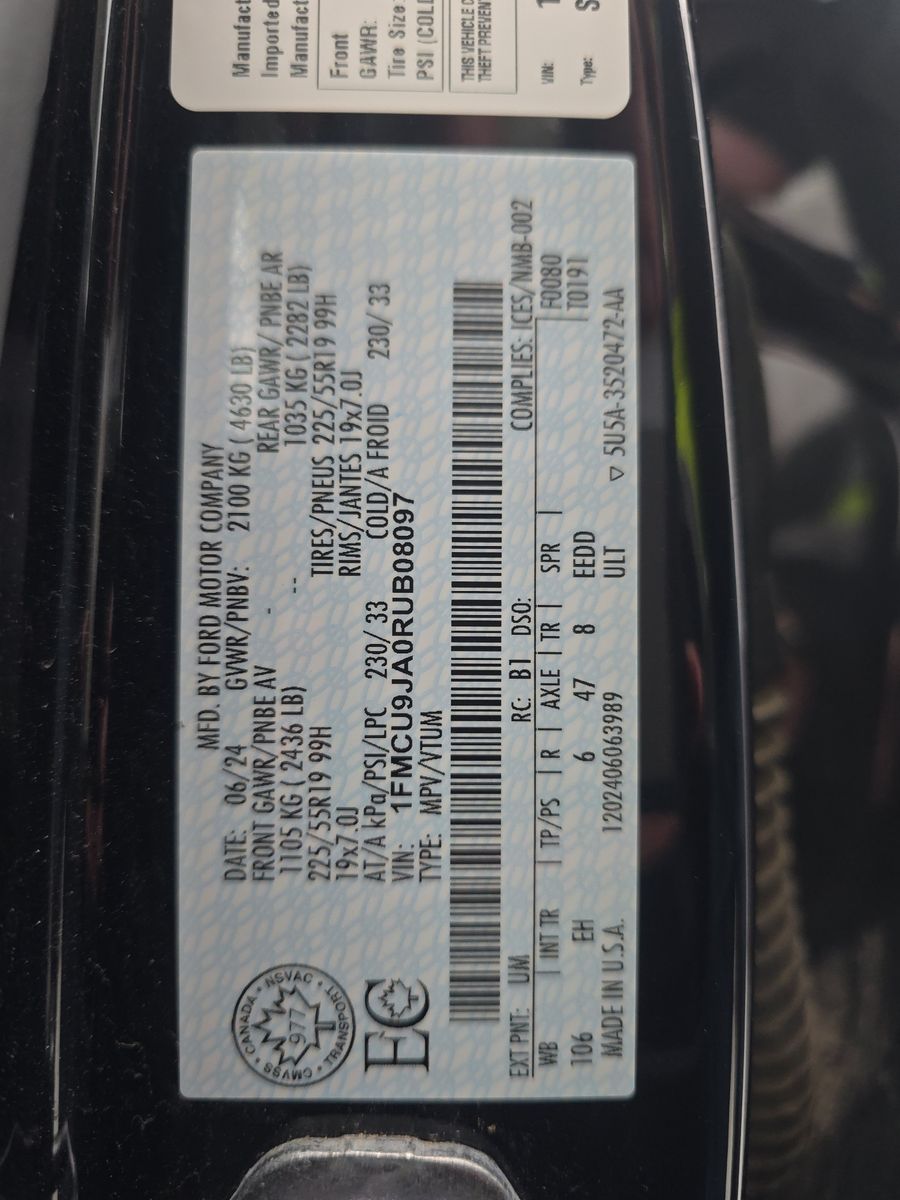 Manufact
Imported
Manufact
Front
GAWR:
Tire Size:
PSI (COLD
THIS VEHICLE C
THEFT PREVENT
VIN: 1
Type: S
CANADA • NSVAC • TRANSPORT • CMVSS
977
EC
MFD. BY FORD MOTOR COMPANY
DATE: 06/24 GVWR/PNBV: 2100 KG ( 4630 LB)
FRONT GAWR/PNBE AV - REAR GAWR/ PNBE AR
1105 KG ( 2436 LB) -- 1035 KG ( 2282 LB)
225/55R19 99H TIRES/PNEUS 225/55R19 99H
19x7.0J RIMS/JANTES 19x7.0J
AT/A kPa/PSI/LPC 230/ 33 COLD/A FROID 230/ 33
VIN: 1FMCU9JA0RUB08097
TYPE: MPV/VTUM
EXT PNT: UM RC: B1 DSO: COMPLIES: ICES/NMB-002
WB | INT TR | TP/PS | R | AXLE | TR | SPR | F0080
106 EH 6 47 8 EEDD T0191
ULT
MADE IN U.S.A. 1202406063989 ▽ 5U5A-3520472-AA